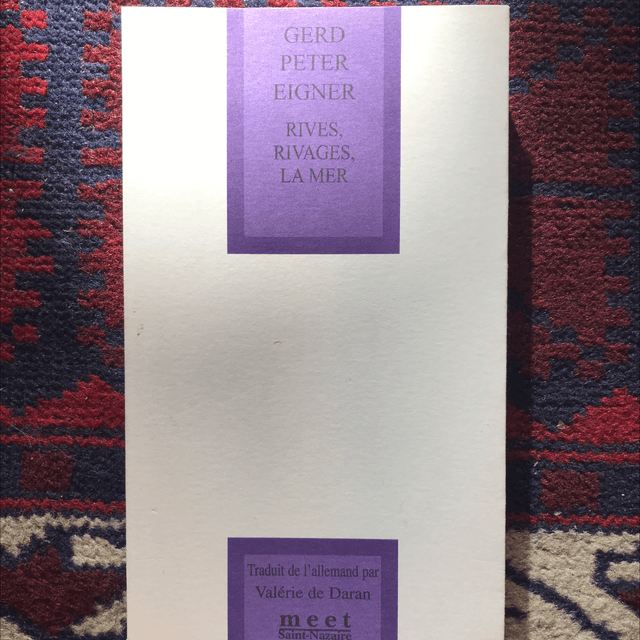 GERD
PETER
EIGNER
RIVES,
RIVAGES,
LA MER
Traduit de l'allemand par
Valérie de Daran
meet
Saint-Nazaire